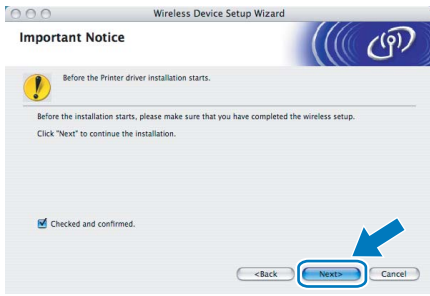 Wireless Device Setup Wizard
Important Notice
Before the Printer driver installation starts.
Before the installation starts, please make sure that you have completed the wireless setup.
Click "Next" to continue the installation.
Checked and confirmed.
<Back
Next>
Cancel